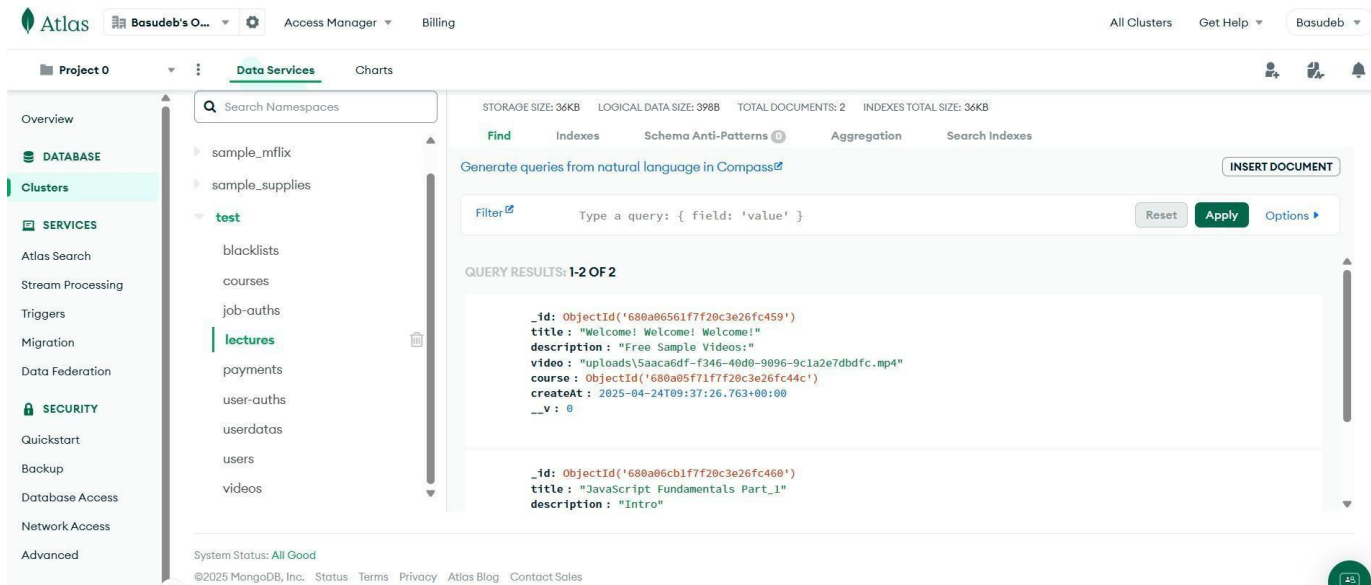 Atlas
Basudeb's O...
Access Manager
Billing
All Clusters
Get Help
Basudeb
Project 0
Data Services
Charts
Overview
DATABASE
Clusters
SERVICES
Atlas Search
Stream Processing
Triggers
Migration
Data Federation
SECURITY
Quickstart
Backup
Database Access
Network Access
Advanced
Search Namespaces
sample_mflix
sample_supplies
test
blacklists
courses
job-auths
lectures
payments
user-auths
userdatas
users
videos
STORAGE SIZE: 36KB LOGICAL DATA SIZE: 398B TOTAL DOCUMENTS: 2 INDEXES TOTAL SIZE: 36KB
Find Indexes Schema Anti-Patterns 0 Aggregation Search Indexes
Generate queries from natural language in Compass
INSERT DOCUMENT
Filter
Type a query: { field: 'value' }
Reset
Apply
Options
QUERY RESULTS: 1-2 OF 2
_id: ObjectId('680a06561f7f20c3e26fc459')
title : "Welcome! Welcome! Welcome!"
description : "Free Sample Videos:"
video : "uploads\5aaca6df-f346-40d0-9096-9c1a2e7dbdfc.mp4"
course : ObjectId('680a05f71f7f20c3e26fc44c')
createAt : 2025-04-24T09:37:26.763+00:00
__v : 0
_id: ObjectId('680a06cb1f7f20c3e26fc460')
title : "JavaScript Fundamentals Part_1"
description : "Intro"
System Status: All Good
©2025 MongoDB, Inc. Status Terms Privacy Atlas Blog Contact Sales